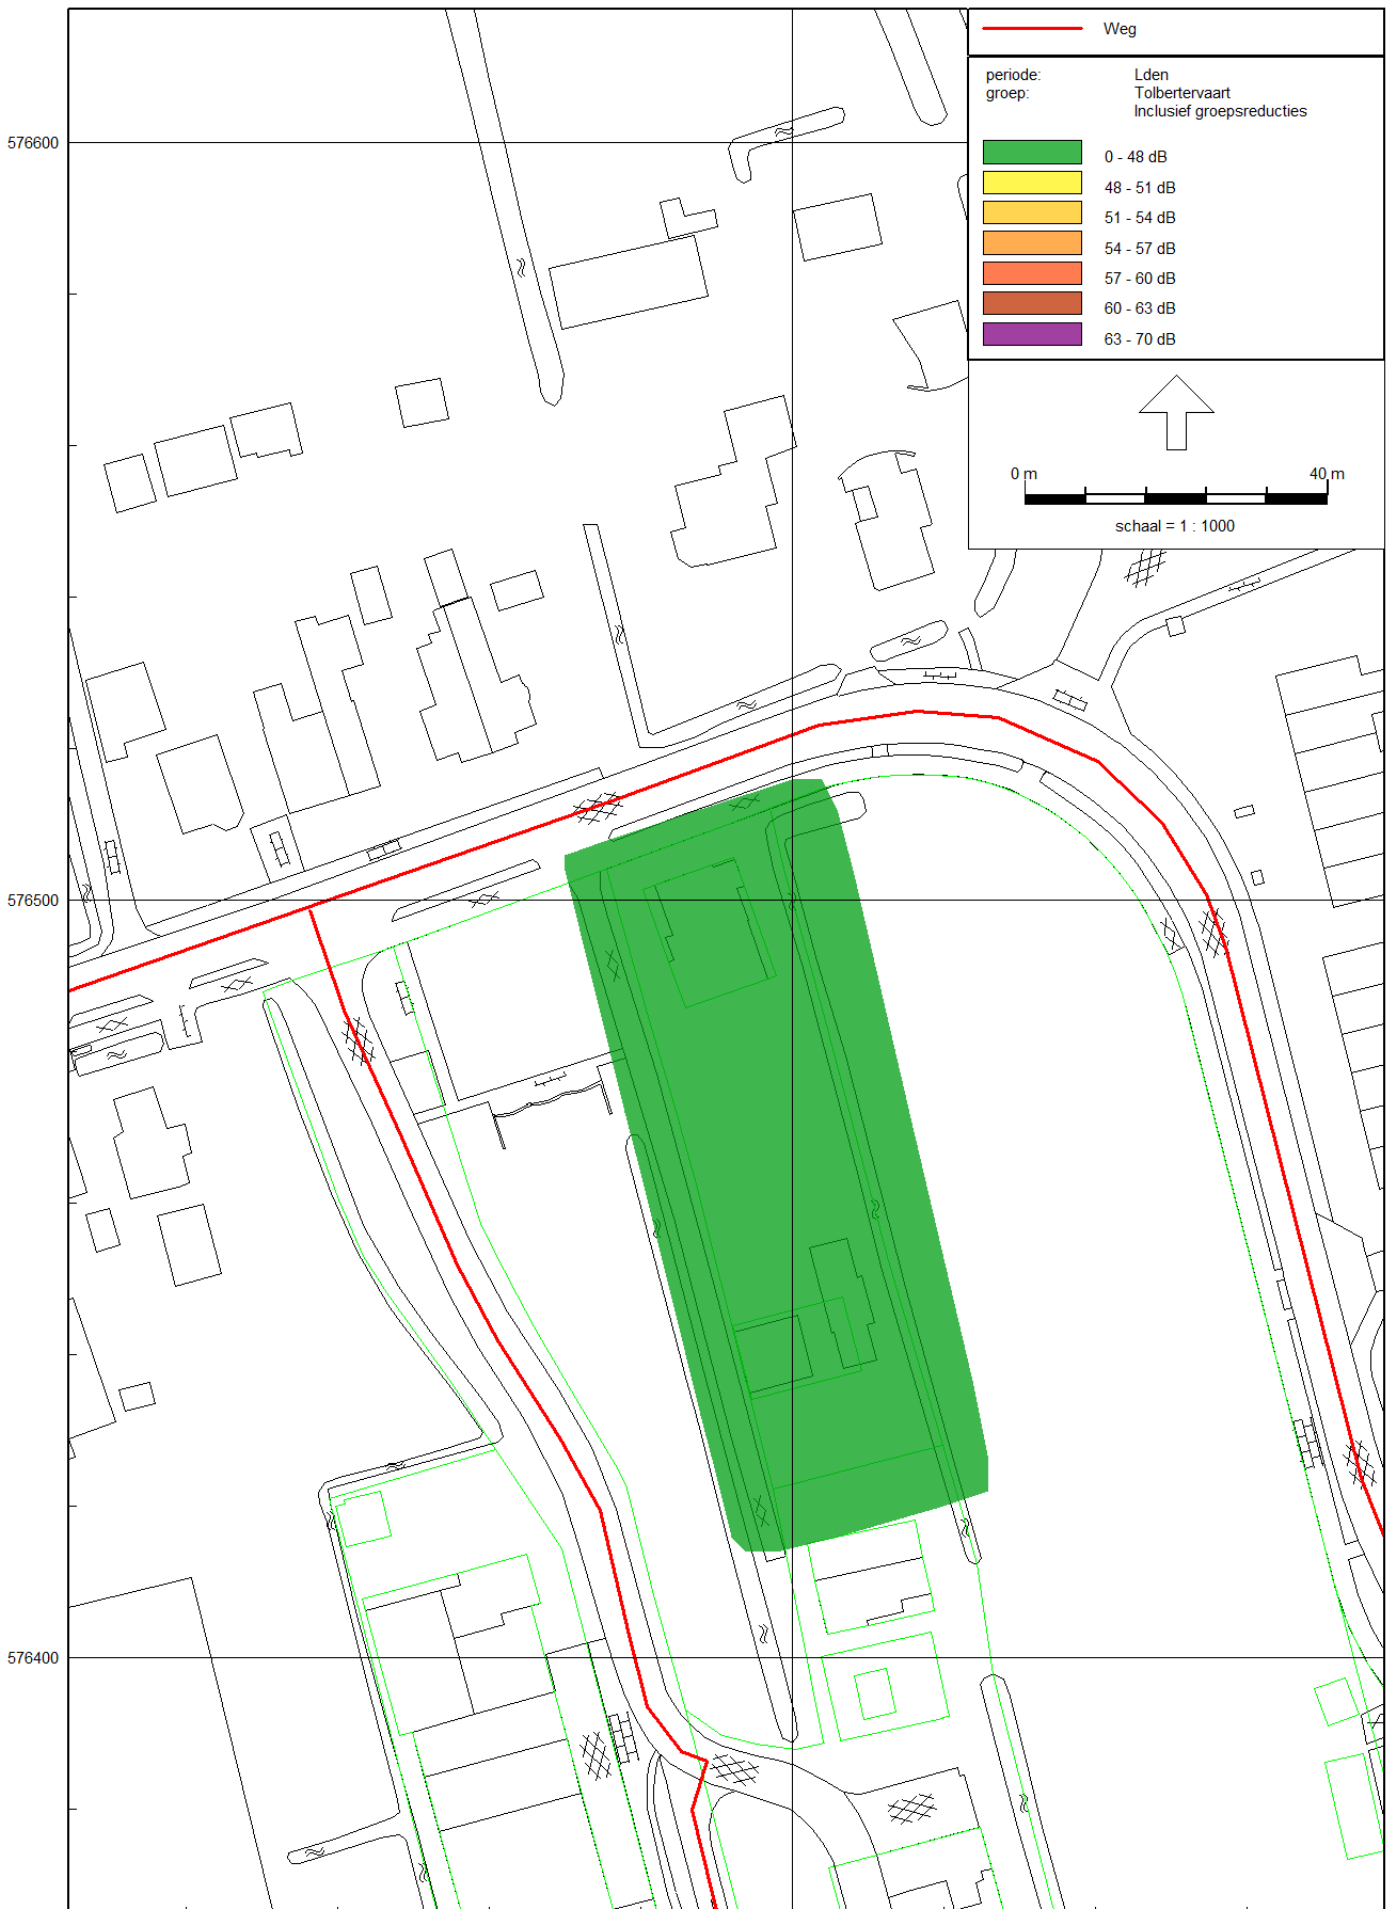 Weg
periode: Lden
groep: Tolbertervaart
Inclusief groepsreducties
0 - 48 dB
48 - 51 dB
51 - 54 dB
54 - 57 dB
57 - 60 dB
60 - 63 dB
63 - 70 dB
0 m 40 m
schaal = 1 : 1000
576600
576500
576400